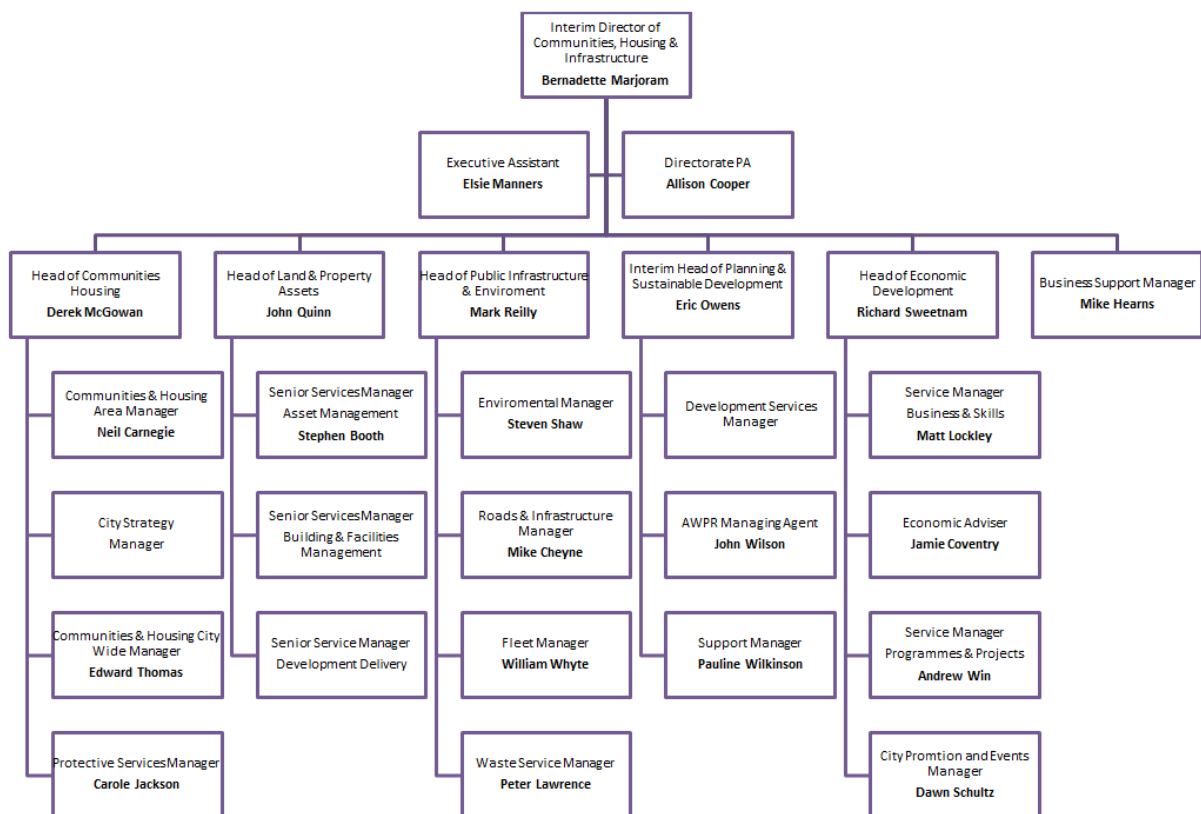 Interim Director of
Communities, Housing &
Infrastructure
Bernadette Marjoram
Executive Assistant
Elsie Manners
Directorate PA
Allison Cooper
Head of Communities
Housing
Derek McGowan
Head of Land & Property
Assets
John Quinn
Head of Public Infrastructure
& Enviroment
Mark Reilly
Interim Head of Planning &
Sustainable Development
Eric Owens
Head of Economic
Development
Richard Sweetnam
Business Support Manager
Mike Hearns
Communities & Housing
Area Manager
Neil Carnegie
Senior Services Manager
Asset Management
Stephen Booth
Enviromental Manager
Steven Shaw
Development Services
Manager
Service Manager
Business & Skills
Matt Lockley
City Strategy
Manager
Senior Services Manager
Building & Facilities
Management
Roads & Infrastructure
Manager
Mike Cheyne
AWPR Managing Agent
John Wilson
Economic Adviser
Jamie Coventry
Communities & Housing City
Wide Manager
Edward Thomas
Senior Service Manager
Development Delivery
Fleet Manager
William Whyte
Support Manager
Pauline Wilkinson
Service Manager
Programmes & Projects
Andrew Win
Protective Services Manager
Carole Jackson
Waste Service Manager
Peter Lawrence
City Promtion and Events
Manager
Dawn Schultz